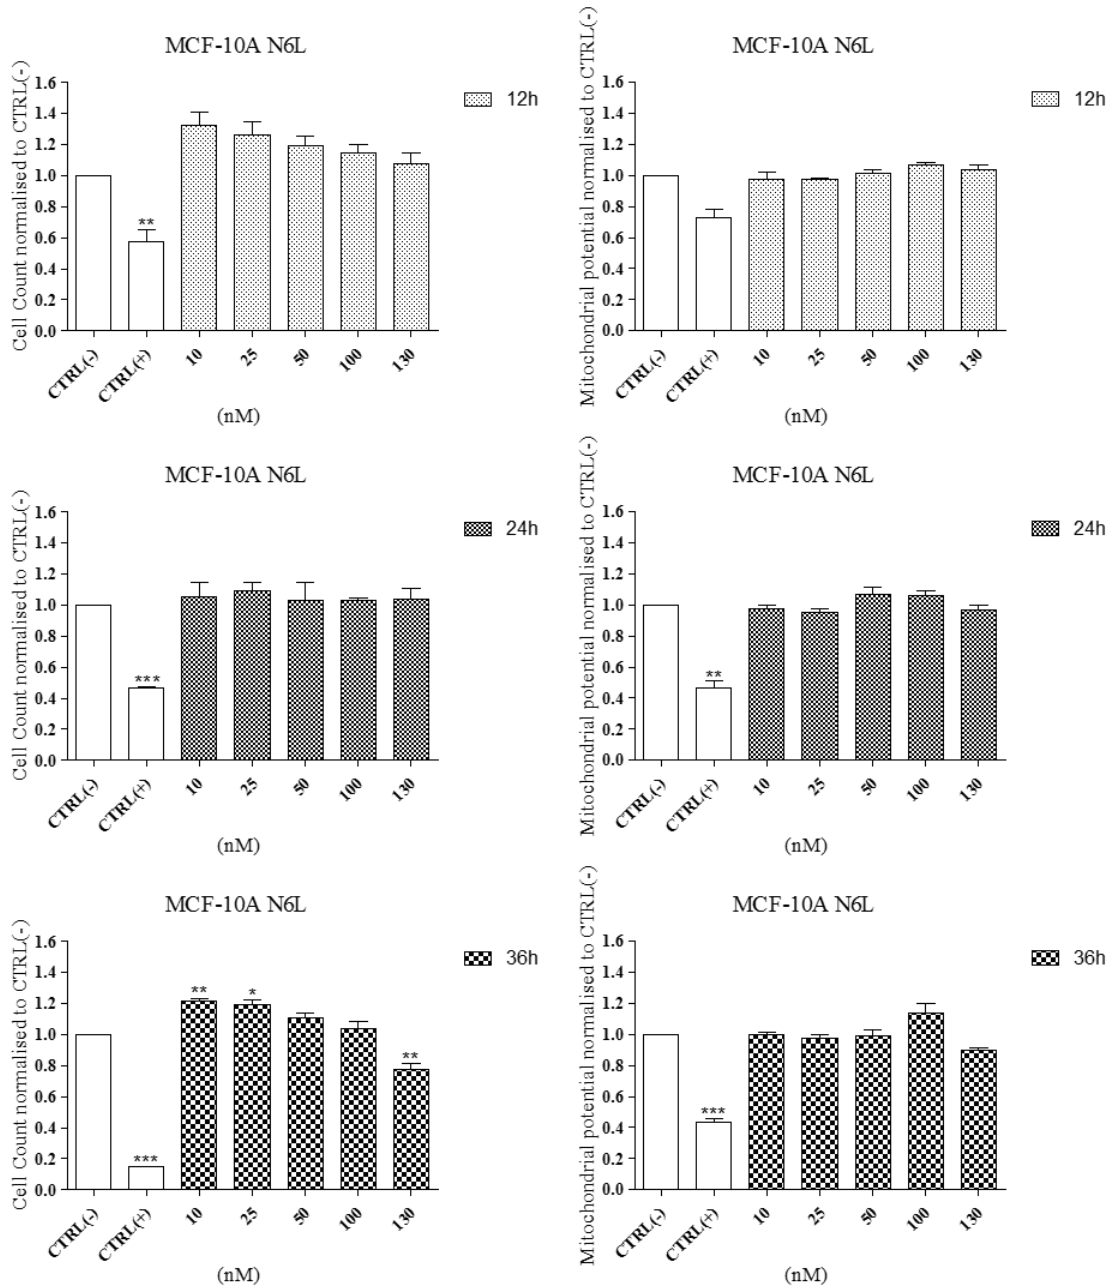 MCF-10A N6L
Cell Count normalised to CTRL(-)
1.6
1.4
1.2
1.0
0.8
0.6
0.4
0.2
0.0
**
CTRL(-) CTRL(+) 10 25 50 100 130
(nM)
12h
MCF-10A N6L
Mitochondrial potential normalised to CTRL(-)
1.6
1.4
1.2
1.0
0.8
0.6
0.4
0.2
0.0
CTRL(-) CTRL(+) 10 25 50 100 130
(nM)
12h
MCF-10A N6L
Cell Count normalised to CTRL(-)
1.6
1.4
1.2
1.0
0.8
0.6
0.4
0.2
0.0
***
CTRL(-) CTRL(+) 10 25 50 100 130
(nM)
24h
MCF-10A N6L
Mitochondrial potential normalised to CTRL(-)
1.6
1.4
1.2
1.0
0.8
0.6
0.4
0.2
0.0
**
CTRL(-) CTRL(+) 10 25 50 100 130
(nM)
24h
MCF-10A N6L
Cell Count normalised to CTRL(-)
1.6
1.4
1.2
1.0
0.8
0.6
0.4
0.2
0.0
*** ** * **
CTRL(-) CTRL(+) 10 25 50 100 130
(nM)
36h
MCF-10A N6L
Mitochondrial potential normalised to CTRL(-)
1.6
1.4
1.2
1.0
0.8
0.6
0.4
0.2
0.0
***
CTRL(-) CTRL(+) 10 25 50 100 130
(nM)
36h